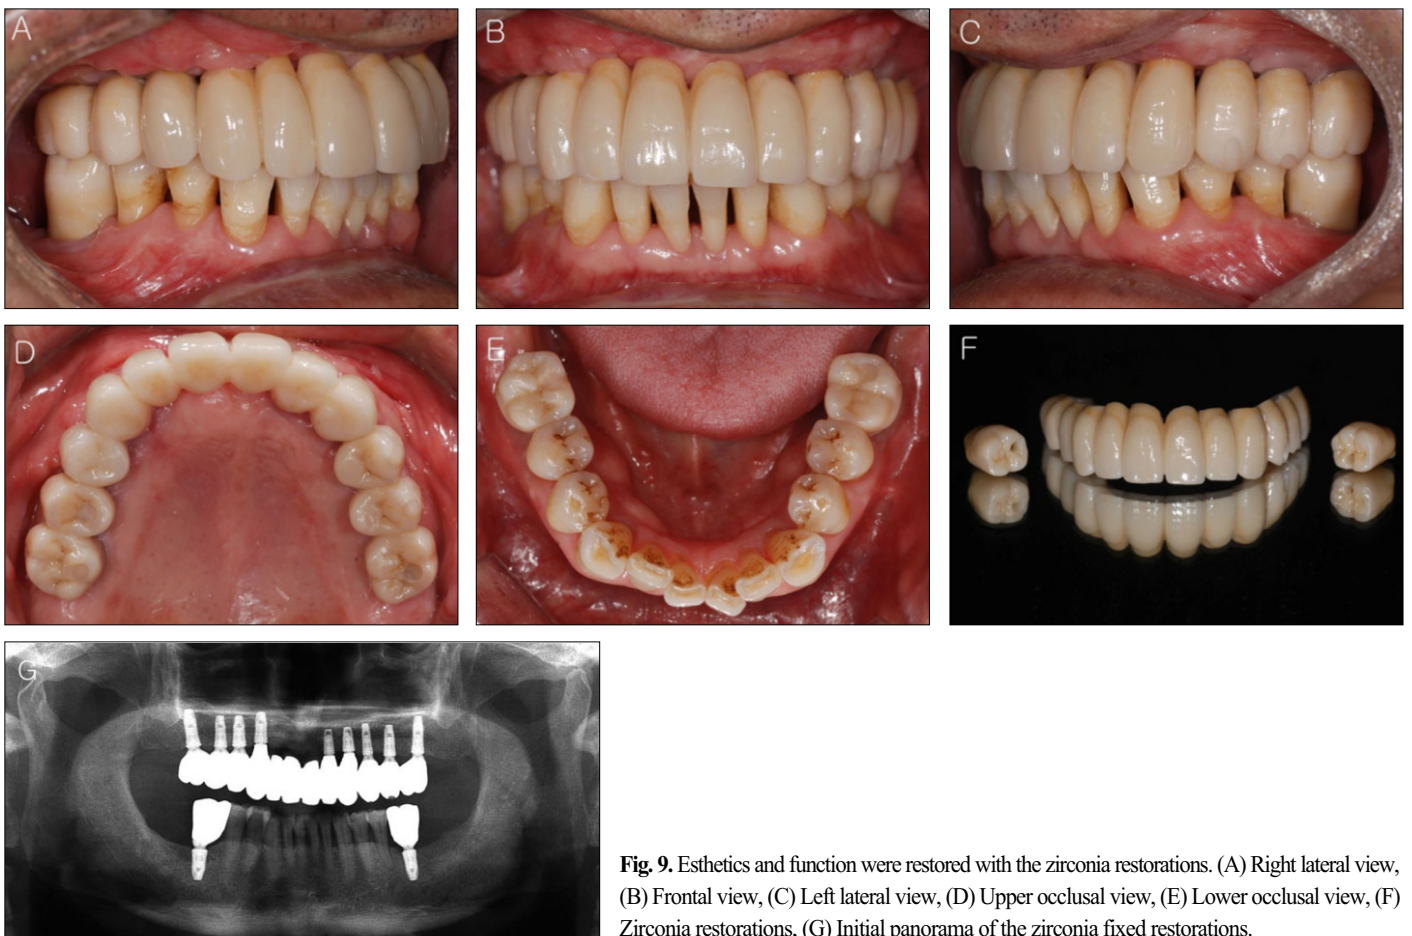 A
B
C
D
E
F
G
Fig. 9. Esthetics and function were restored with the zirconia restorations. (A) Right lateral view,
(B) Frontal view, (C) Left lateral view, (D) Upper occlusal view, (E) Lower occlusal view, (F)
Zirconia restorations, (G) Initial panorama of the zirconia fixed restorations.